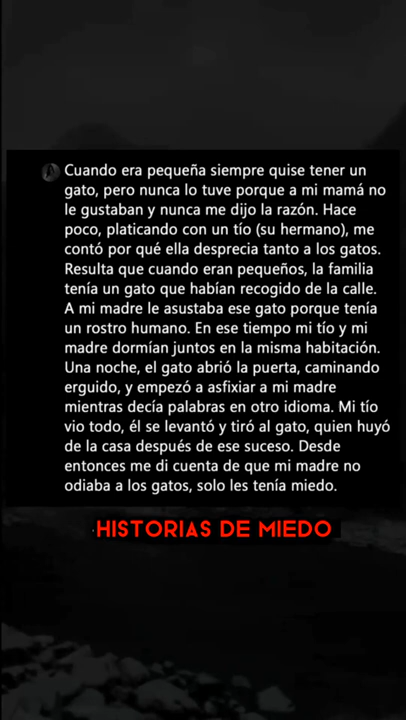 Cuando era pequeña siempre quise tener un
gato, pero nunca lo tuve porque a mi mamá no
le gustaban y nunca me dijo la razón. Hace
poco, platicando con un tío (su hermano), me
contó por qué ella desprecia tanto a los gatos.
Resulta que cuando eran pequeños, la familia
tenía un gato que habían recogido de la calle.
A mi madre le asustaba ese gato porque tenía
un rostro humano. En ese tiempo mi tío y mi
madre dormían juntos en la misma habitación.
Una noche, el gato abrió la puerta, caminando
erguido, y empezó a asfixiar a mi madre
mientras decía palabras en otro idioma. Mi tío
vio todo, él se levantó y tiró al gato, quien huyó
de la casa después de ese suceso. Desde
entonces me di cuenta de que mi madre no
odiaba a los gatos, solo les tenía miedo.
HISTORIAS DE MIEDO